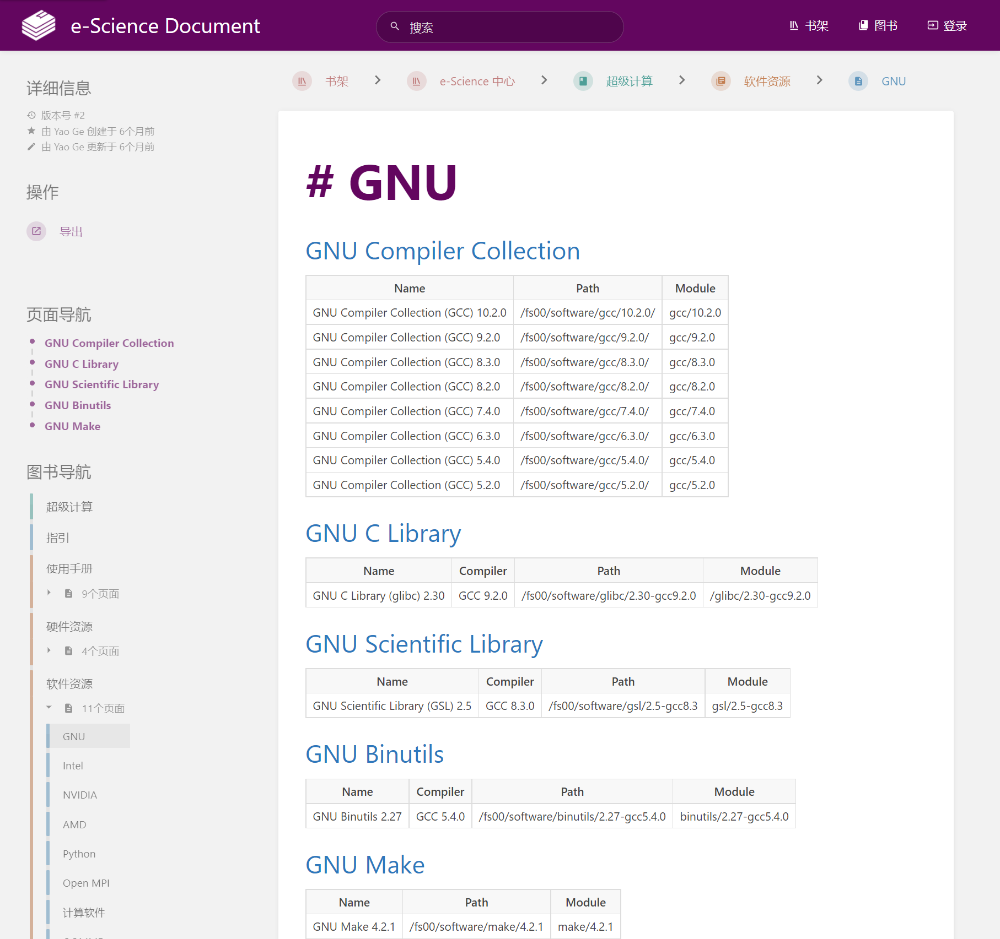 e-Science Document
搜索
书架
图书
登录
书架
e-Science 中心
超级计算
软件资源
GNU
详细信息
版本号 #2
由 Yao Ge 创建于 6个月前
由 Yao Ge 更新于 6个月前
操作
导出
页面导航
GNU Compiler Collection
GNU C Library
GNU Scientific Library
GNU Binutils
GNU Make
图书导航
超级计算
指引
使用手册
9个页面
硬件资源
4个页面
软件资源
11个页面
GNU
Intel
NVIDIA
AMD
Python
Open MPI
计算软件
# GNU
GNU Compiler Collection
Name Path Module
GNU Compiler Collection (GCC) 10.2.0 /fs00/software/gcc/10.2.0/ gcc/10.2.0
GNU Compiler Collection (GCC) 9.2.0 /fs00/software/gcc/9.2.0/ gcc/9.2.0
GNU Compiler Collection (GCC) 8.3.0 /fs00/software/gcc/8.3.0/ gcc/8.3.0
GNU Compiler Collection (GCC) 8.2.0 /fs00/software/gcc/8.2.0/ gcc/8.2.0
GNU Compiler Collection (GCC) 7.4.0 /fs00/software/gcc/7.4.0/ gcc/7.4.0
GNU Compiler Collection (GCC) 6.3.0 /fs00/software/gcc/6.3.0/ gcc/6.3.0
GNU Compiler Collection (GCC) 5.4.0 /fs00/software/gcc/5.4.0/ gcc/5.4.0
GNU Compiler Collection (GCC) 5.2.0 /fs00/software/gcc/5.2.0/ gcc/5.2.0
GNU C Library
Name Compiler Path Module
GNU C Library (glibc) 2.30 GCC 9.2.0 /fs00/software/glibc/2.30-gcc9.2.0 /glibc/2.30-gcc9.2.0
GNU Scientific Library
Name Compiler Path Module
GNU Scientific Library (GSL) 2.5 GCC 8.3.0 /fs00/software/gsl/2.5-gcc8.3 gsl/2.5-gcc8.3
GNU Binutils
Name Compiler Path Module
GNU Binutils 2.27 GCC 5.4.0 /fs00/software/binutils/2.27-gcc5.4.0 binutils/2.27-gcc5.4.0
GNU Make
Name Path Module
GNU Make 4.2.1 /fs00/software/make/4.2.1 make/4.2.1